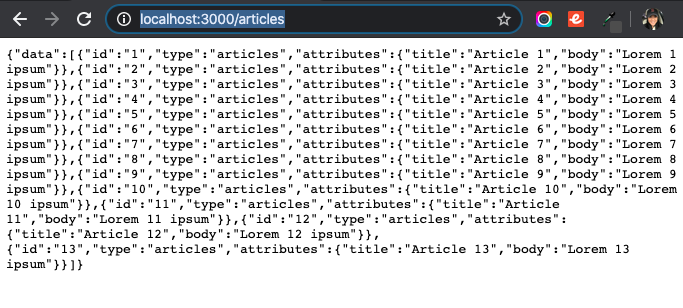 localhost:3000/articles
{"data":[{"id":"1","type":"articles","attributes":{"title":"Article 1","body":"Lorem 1
ipsum"}},{"id":"2","type":"articles","attributes":{"title":"Article 2","body":"Lorem 2
ipsum"}},{"id":"3","type":"articles","attributes":{"title":"Article 3","body":"Lorem 3
ipsum"}},{"id":"4","type":"articles","attributes":{"title":"Article 4","body":"Lorem 4
ipsum"}},{"id":"5","type":"articles","attributes":{"title":"Article 5","body":"Lorem 5
ipsum"}},{"id":"6","type":"articles","attributes":{"title":"Article 6","body":"Lorem 6
ipsum"}},{"id":"7","type":"articles","attributes":{"title":"Article 7","body":"Lorem 7
ipsum"}},{"id":"8","type":"articles","attributes":{"title":"Article 8","body":"Lorem 8
ipsum"}},{"id":"9","type":"articles","attributes":{"title":"Article 9","body":"Lorem 9
ipsum"}},{"id":"10","type":"articles","attributes":{"title":"Article 10","body":"Lorem
10 ipsum"}},{"id":"11","type":"articles","attributes":{"title":"Article
11","body":"Lorem 11 ipsum"}},{"id":"12","type":"articles","attributes":
{"title":"Article 12","body":"Lorem 12 ipsum"}},
{"id":"13","type":"articles","attributes":{"title":"Article 13","body":"Lorem 13
ipsum"}}]}